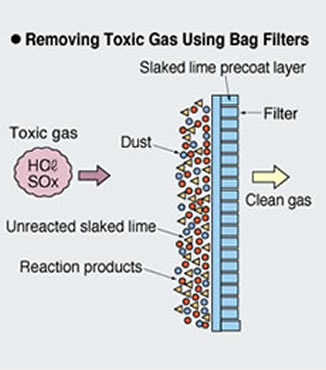 ● Removing Toxic Gas Using Bag Filters
Slaked lime precoat layer
Filter
Toxic gas
Dust
HCℓ
SOx
Clean gas
Unreacted slaked lime
Reaction products